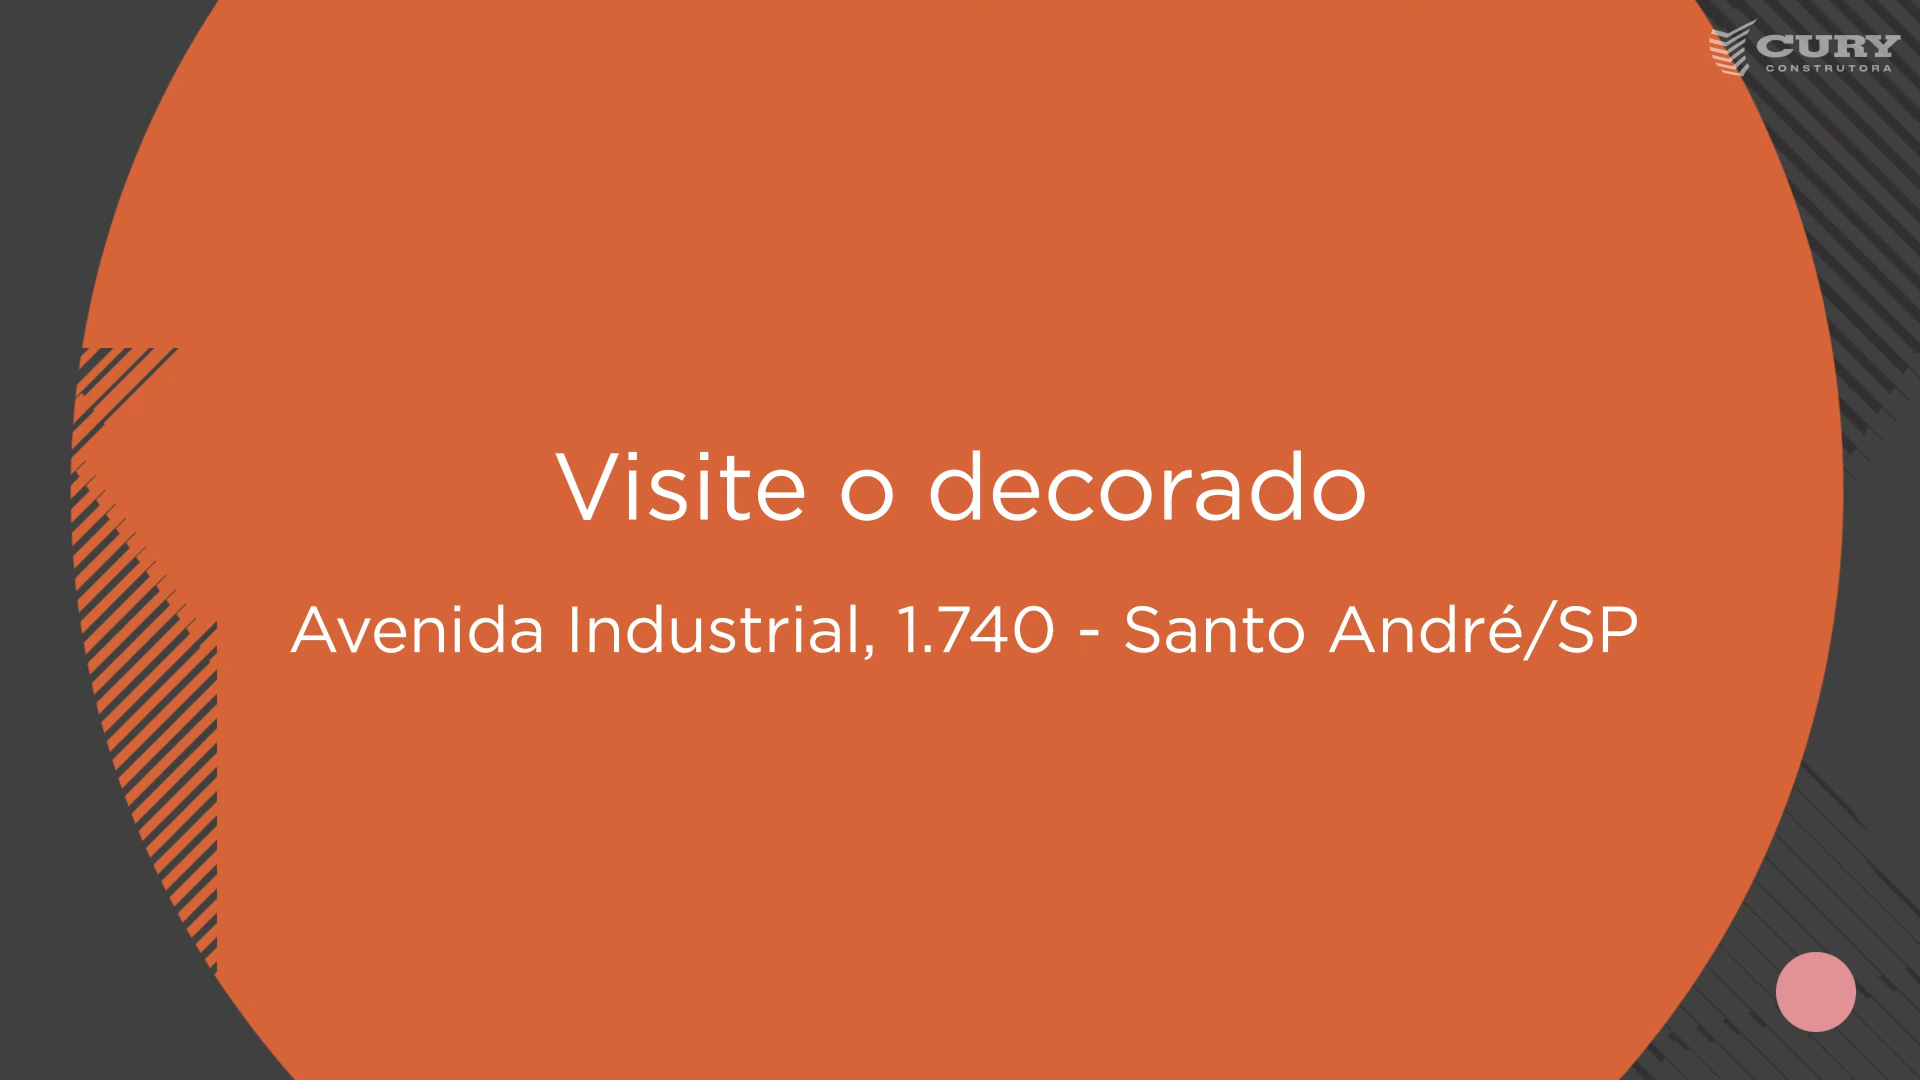 CURY
CONSTRUTORA
Visite o decorado
Avenida Industrial, 1.740 - Santo André/SP